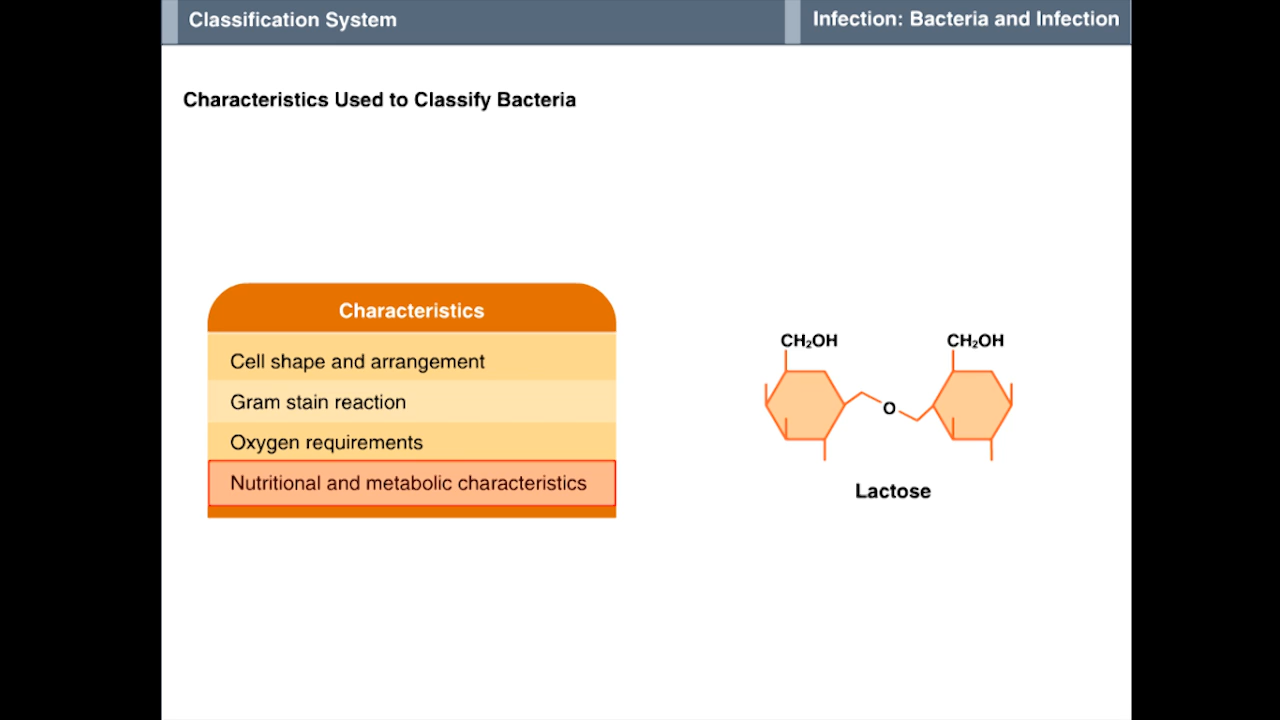 Classification System
Infection: Bacteria and Infection
Characteristics Used to Classify Bacteria
Characteristics
Cell shape and arrangement
Gram stain reaction
Oxygen requirements
Nutritional and metabolic characteristics
CH₂OH
CH₂OH
O
Lactose